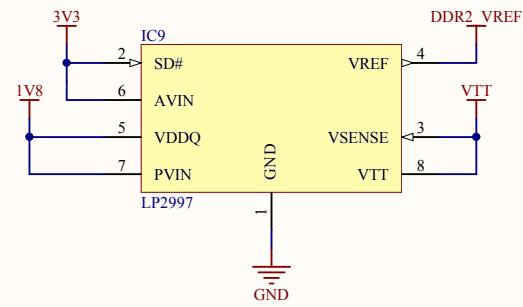 3V3
DDR2_VREF
IC9
2 SD# VREF 4
1V8
6 AVIN
VTT
5 VDDQ VSENSE 3
7 PVIN GND VTT 8
LP2997
1
GND